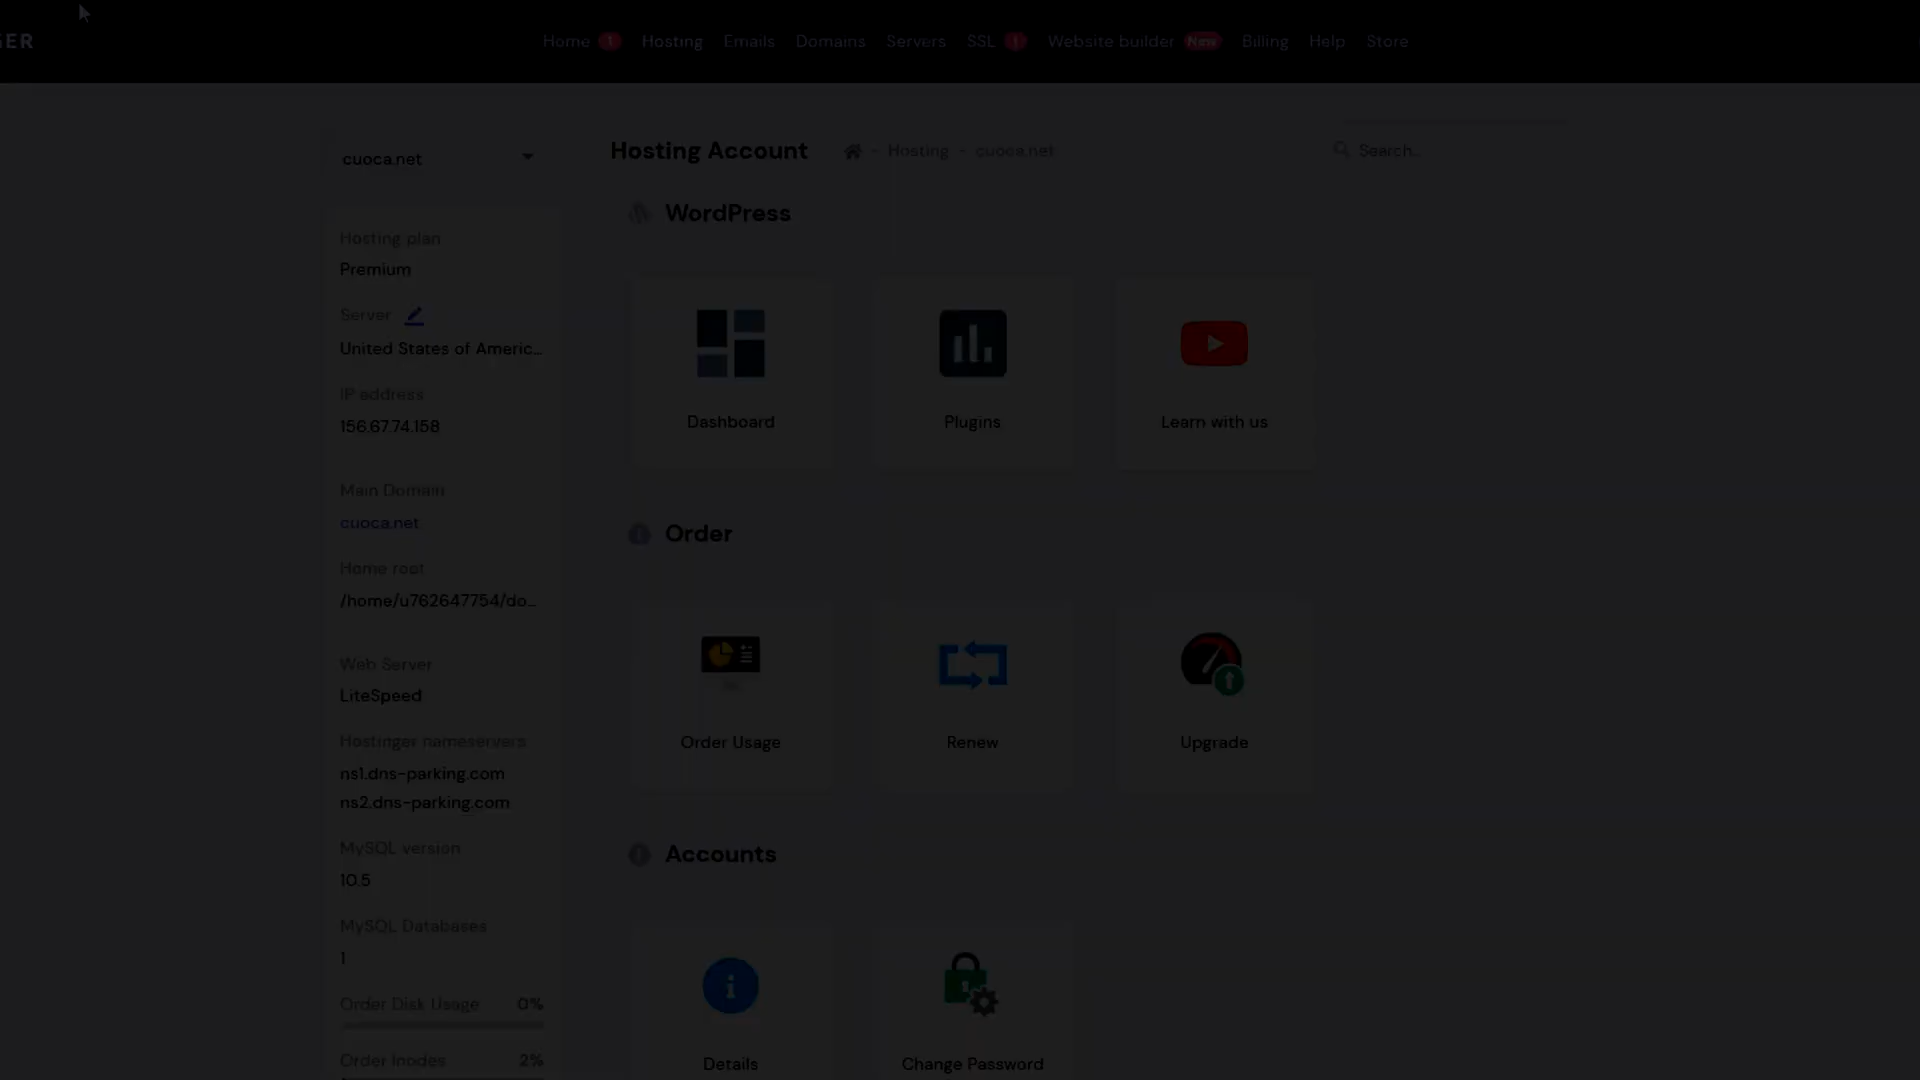 GER
Home 1 Hosting Emails Domains Servers SSL ! Website builder New Billing Help Store
cuoca.net
Hosting Account - Hosting - cuoca.net
Search..
WordPress
Hosting plan
Premium
Server
United States of Americ...
IP address
156.67.74.158
Main Domain
cuoca.net
Home root
/home/u762647754/do...
Web Server
LiteSpeed
Hostinger nameservers
ns1.dns-parking.com
ns2.dns-parking.com
MySQL version
10.5
MySQL Databases
1
Order Disk Usage 0%
Order Inodes 2%
Dashboard
Plugins
Learn with us
Order
Order Usage
Renew
Upgrade
Accounts
Details
Change Password